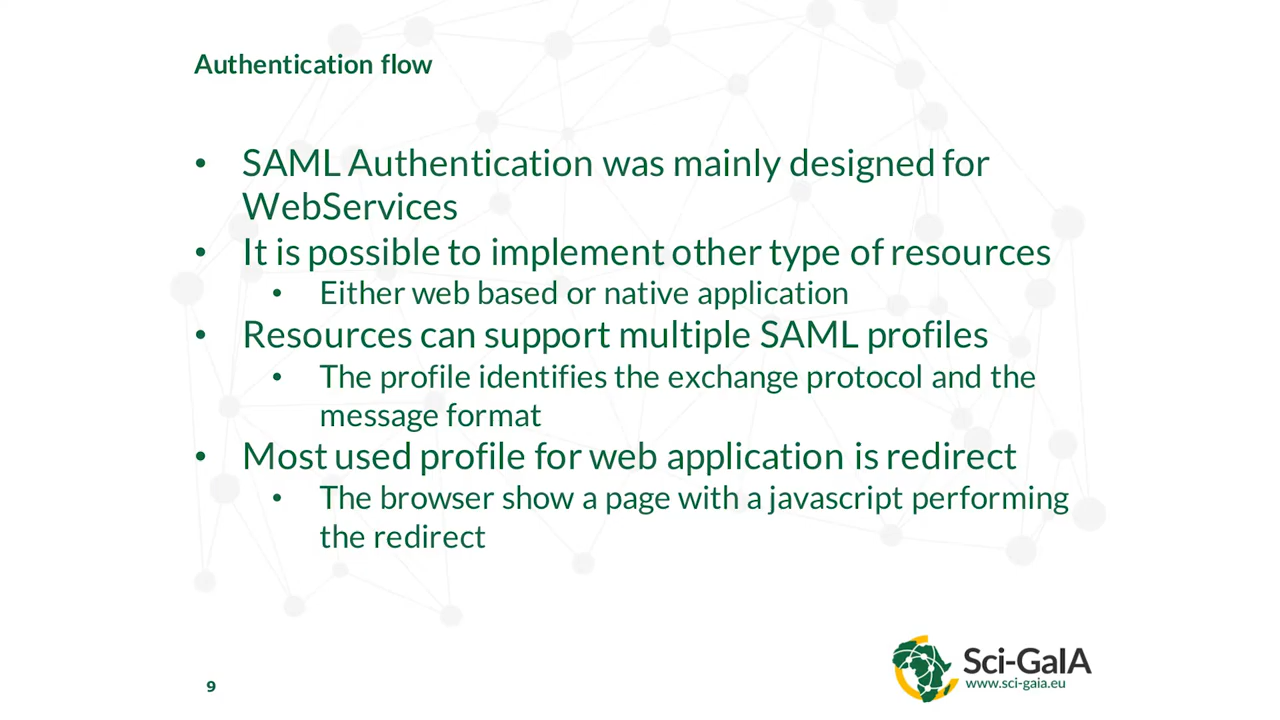 Authentication flow
• SAML Authentication was mainly designed for
WebServices
• It is possible to implement other type of resources
• Either web based or native application
• Resources can support multiple SAML profiles
• The profile identifies the exchange protocol and the
message format
• Most used profile for web application is redirect
• The browser show a page with a javascript performing
the redirect
Sci-GaIA
www.sci-gaia.eu
9